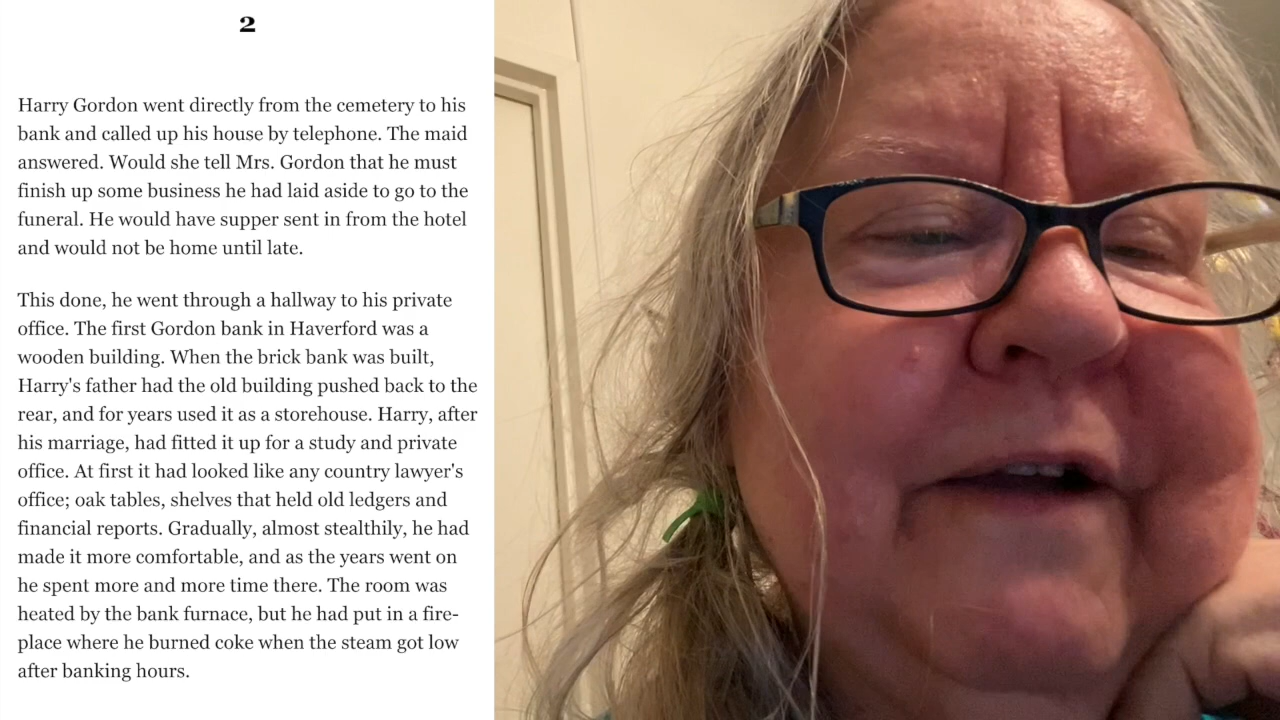 2
Harry Gordon went directly from the cemetery to his
bank and called up his house by telephone. The maid
answered. Would she tell Mrs. Gordon that he must
finish up some business he had laid aside to go to the
funeral. He would have supper sent in from the hotel
and would not be home until late.
This done, he went through a hallway to his private
office. The first Gordon bank in Haverford was a
wooden building. When the brick bank was built,
Harry's father had the old building pushed back to the
rear, and for years used it as a storehouse. Harry, after
his marriage, had fitted it up for a study and private
office. At first it had looked like any country lawyer's
office; oak tables, shelves that held old ledgers and
financial reports. Gradually, almost stealthily, he had
made it more comfortable, and as the years went on
he spent more and more time there. The room was
heated by the bank furnace, but he had put in a fire-
place where he burned coke when the steam got low
after banking hours.